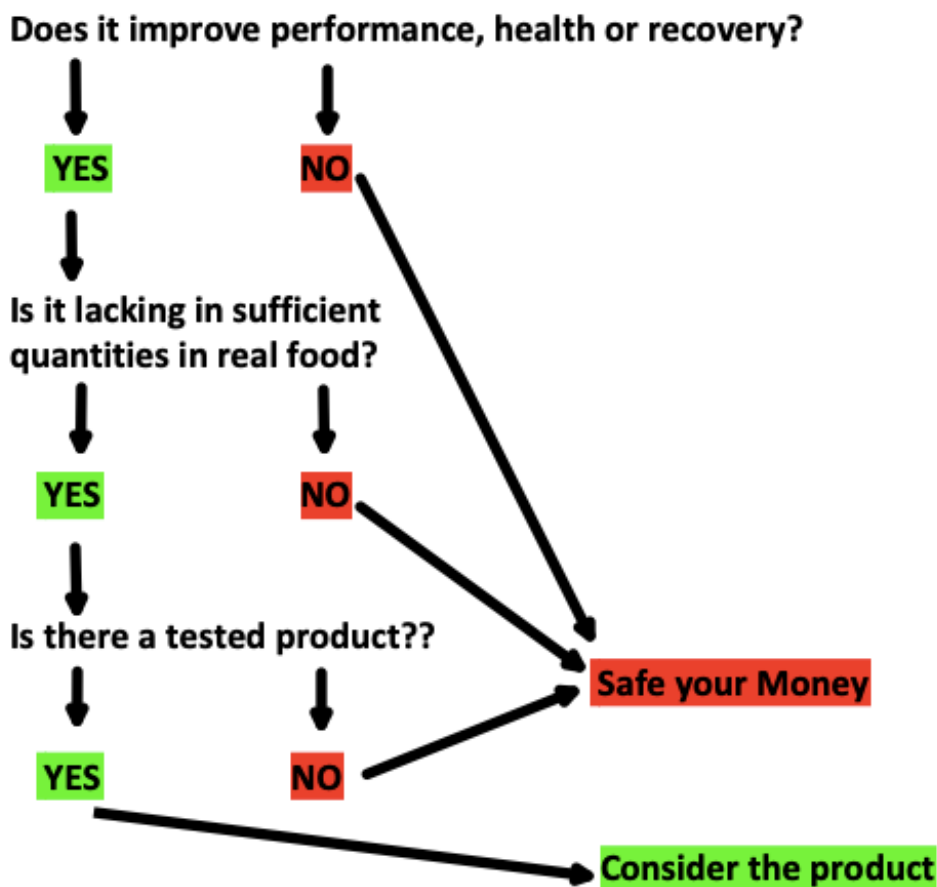 Does it improve performance, health or recovery?
YES
NO
Is it lacking in sufficient
quantities in real food?
YES
NO
Is there a tested product??
Safe your Money
YES
NO
Consider the product